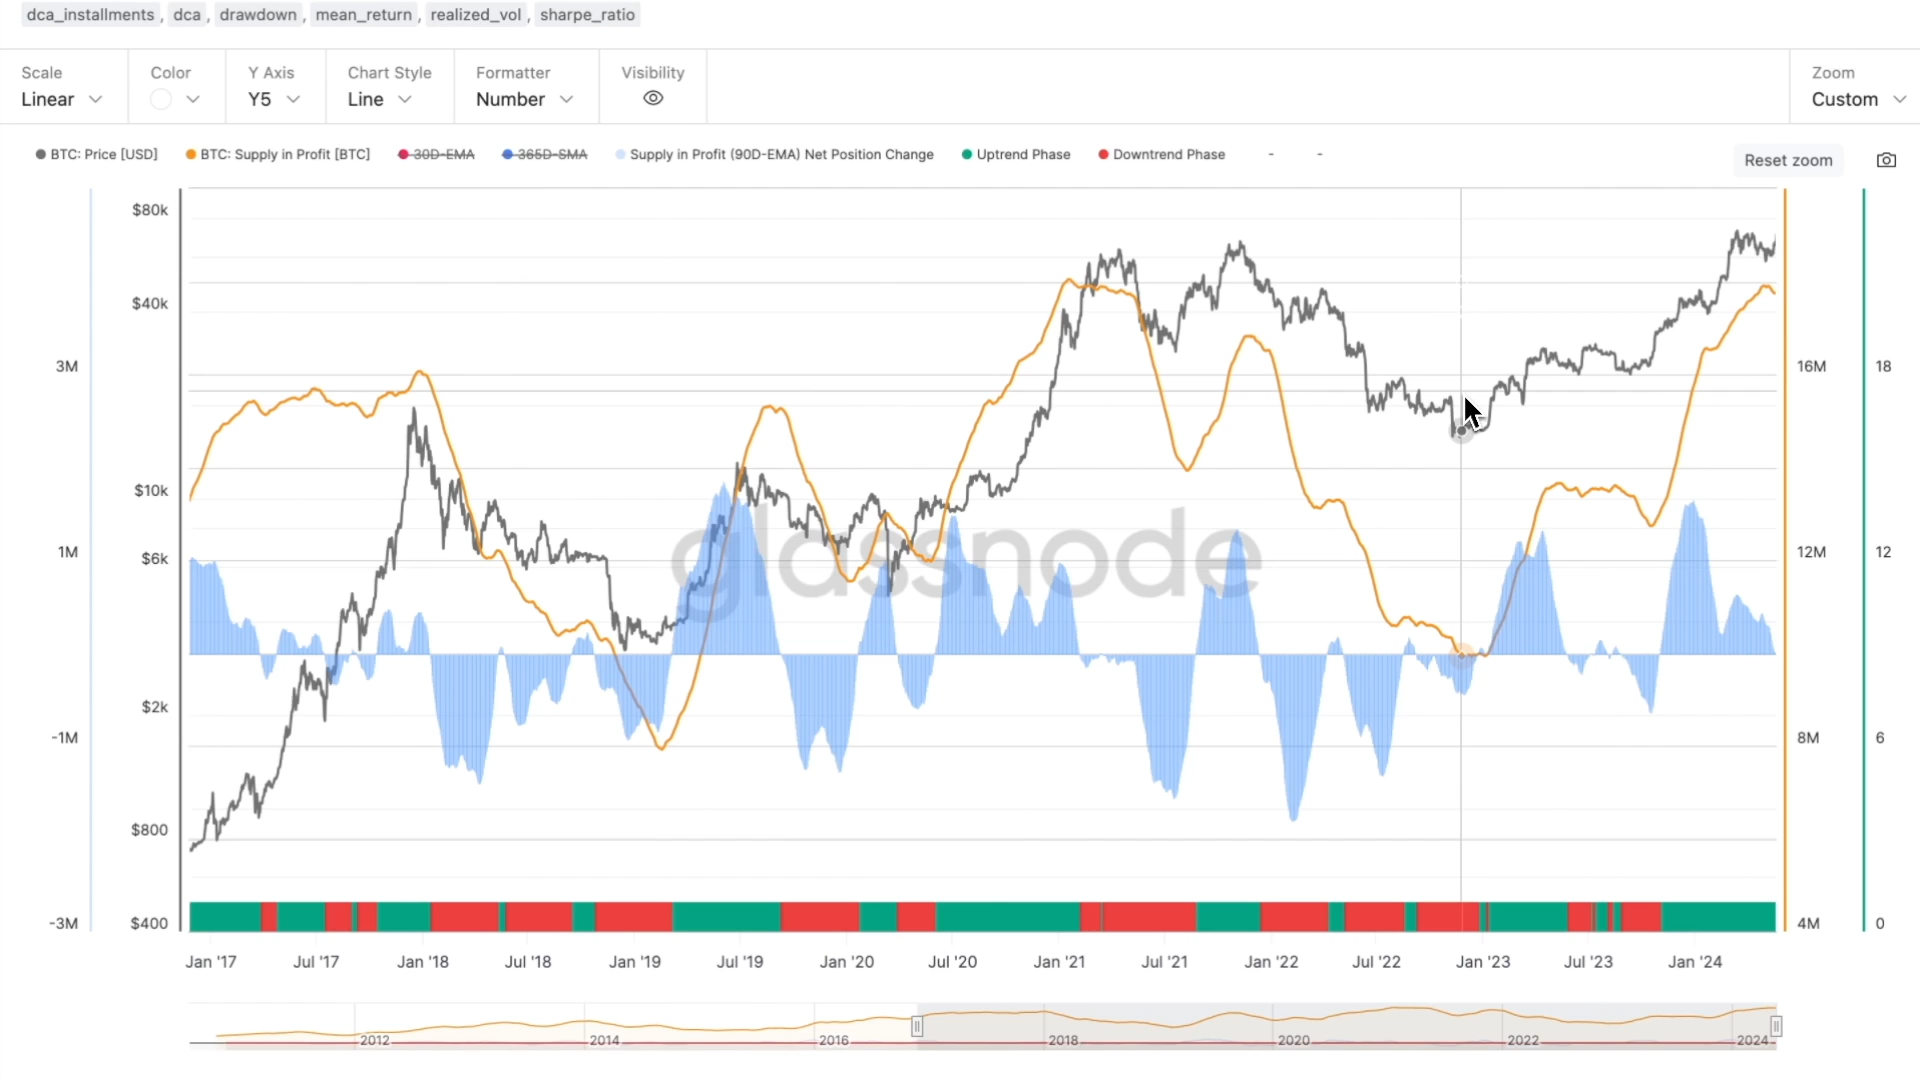 dca_installments , dca , drawdown , mean_return , realized_vol , sharpe_ratio
Scale Color Y Axis Chart Style Formatter Visibility Zoom
Linear Y5 Line Number Custom
BTC: Price [USD] BTC: Supply in Profit [BTC] 30D-EMA 365D-SMA Supply in Profit (90D-EMA) Net Position Change Uptrend Phase Downtrend Phase - -
Reset zoom
$80k
$40k
3M 16M 18
$10k
1M $6k 12M 12
glassnode
$2k
-1M 8M 6
$800
-3M $400 4M 0
Jan '17 Jul '17 Jan '18 Jul '18 Jan '19 Jul '19 Jan '20 Jul '20 Jan '21 Jul '21 Jan '22 Jul '22 Jan '23 Jul '23 Jan '24
2012 2014 2016 2018 2020 2022 2024